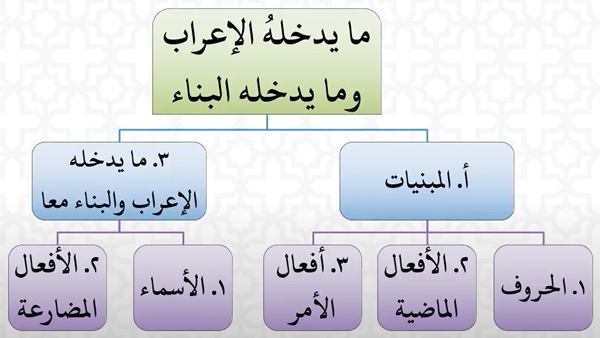 ما يدخلهُ الإعراب
وما يدخله البناء
أ. المبنيات
٣. ما يدخله
الإعراب والبناء معا
١. الحروف
٢. الأفعال
الماضية
٣. أفعال
الأمر
١. الأسماء
٢. الأفعال
المضارعة